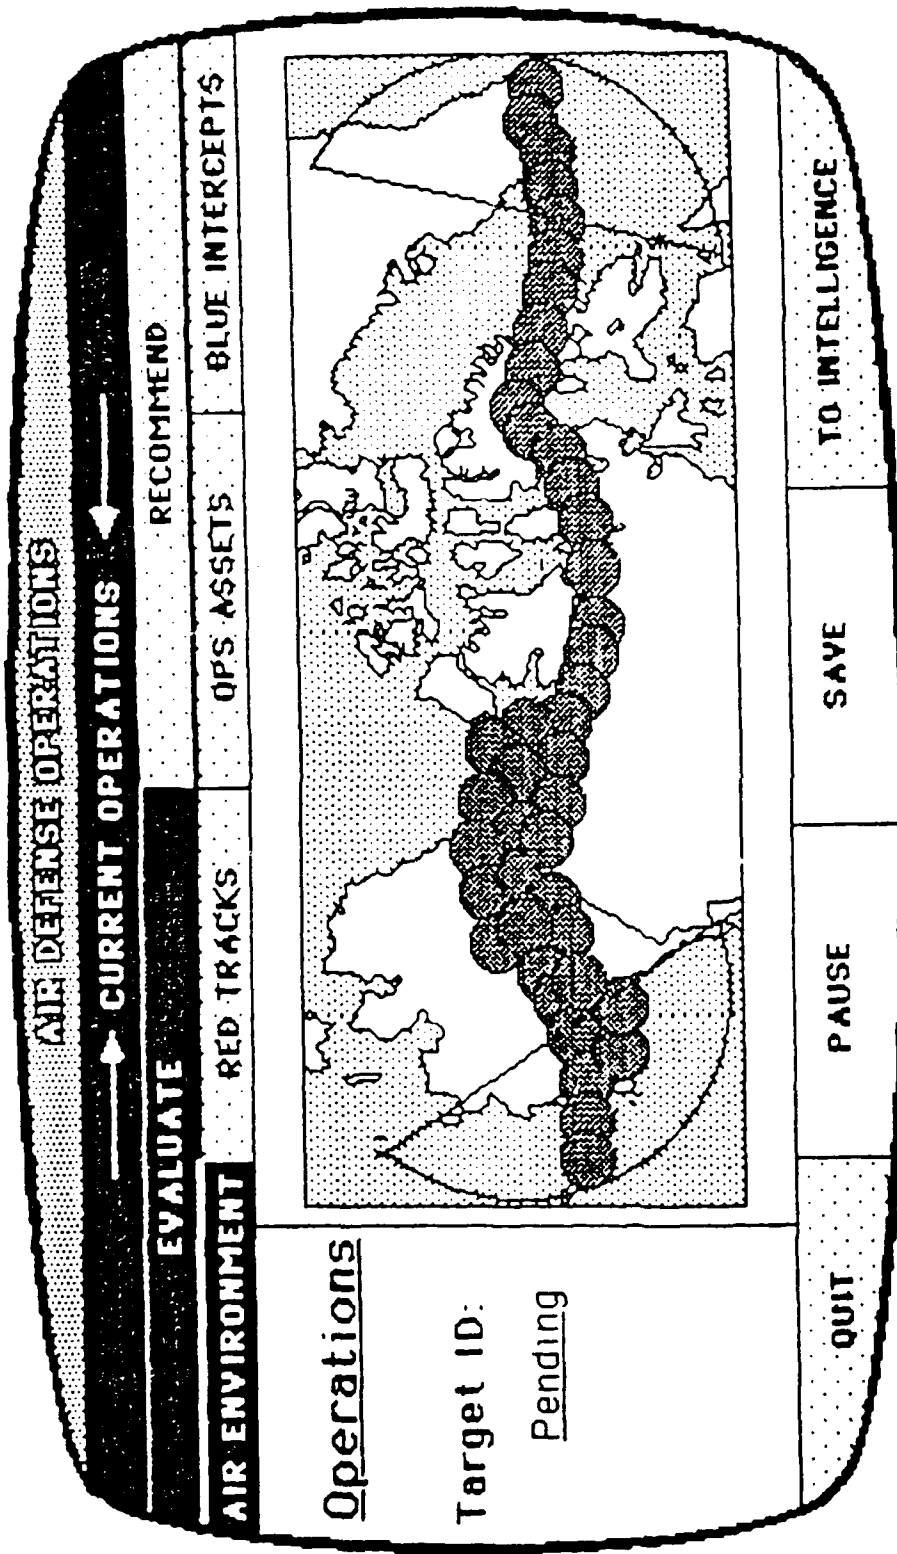 AIR DEFENSE OPERATIONS
CURRENT OPERATIONS
EVALUATE RECOMMEND
AIR ENVIRONMENT RED TRACKS OPS ASSETS BLUE INTERCEPTS
Operations
Target ID:
Pending
QUIT PAUSE SAVE TO INTELLIGENCE